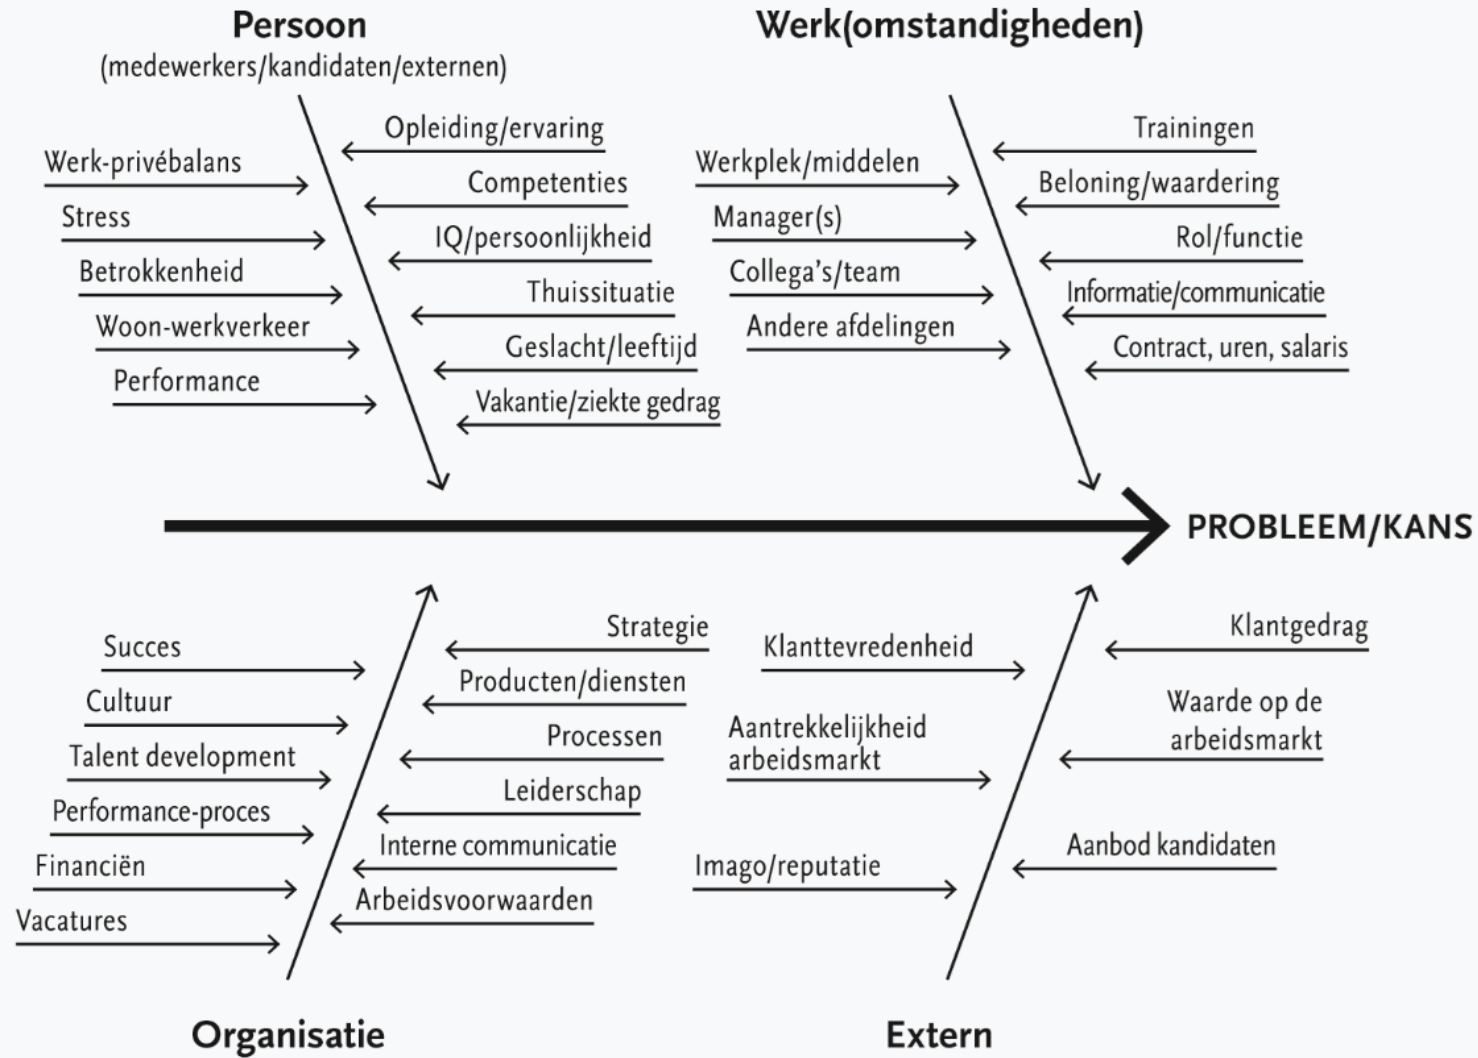 Persoon
(medewerkers/kandidaten/externen)
Werk-privébalans
Stress
Betrokkenheid
Woon-werkverkeer
Performance
Opleiding/ervaring
Competenties
IQ/persoonlijkheid
Thuissituatie
Geslacht/leeftijd
Vakantie/ziekte gedrag
Werk(omstandigheden)
Werkplek/middelen
Manager(s)
Collega's/team
Andere afdelingen
Trainingen
Beloning/waardering
Rol/functie
Informatie/communicatie
Contract, uren, salaris
PROBLEEM/KANS
Succes
Cultuur
Talent development
Performance-proces
Financiën
Vacatures
Strategie
Producten/diensten
Processen
Leiderschap
Interne communicatie
Arbeidsvoorwaarden
Organisatie
Klanttevredenheid
Aantrekkelijkheid
arbeidsmarkt
Imago/reputatie
Klantgedrag
Waarde op de
arbeidsmarkt
Aanbod kandidaten
Extern